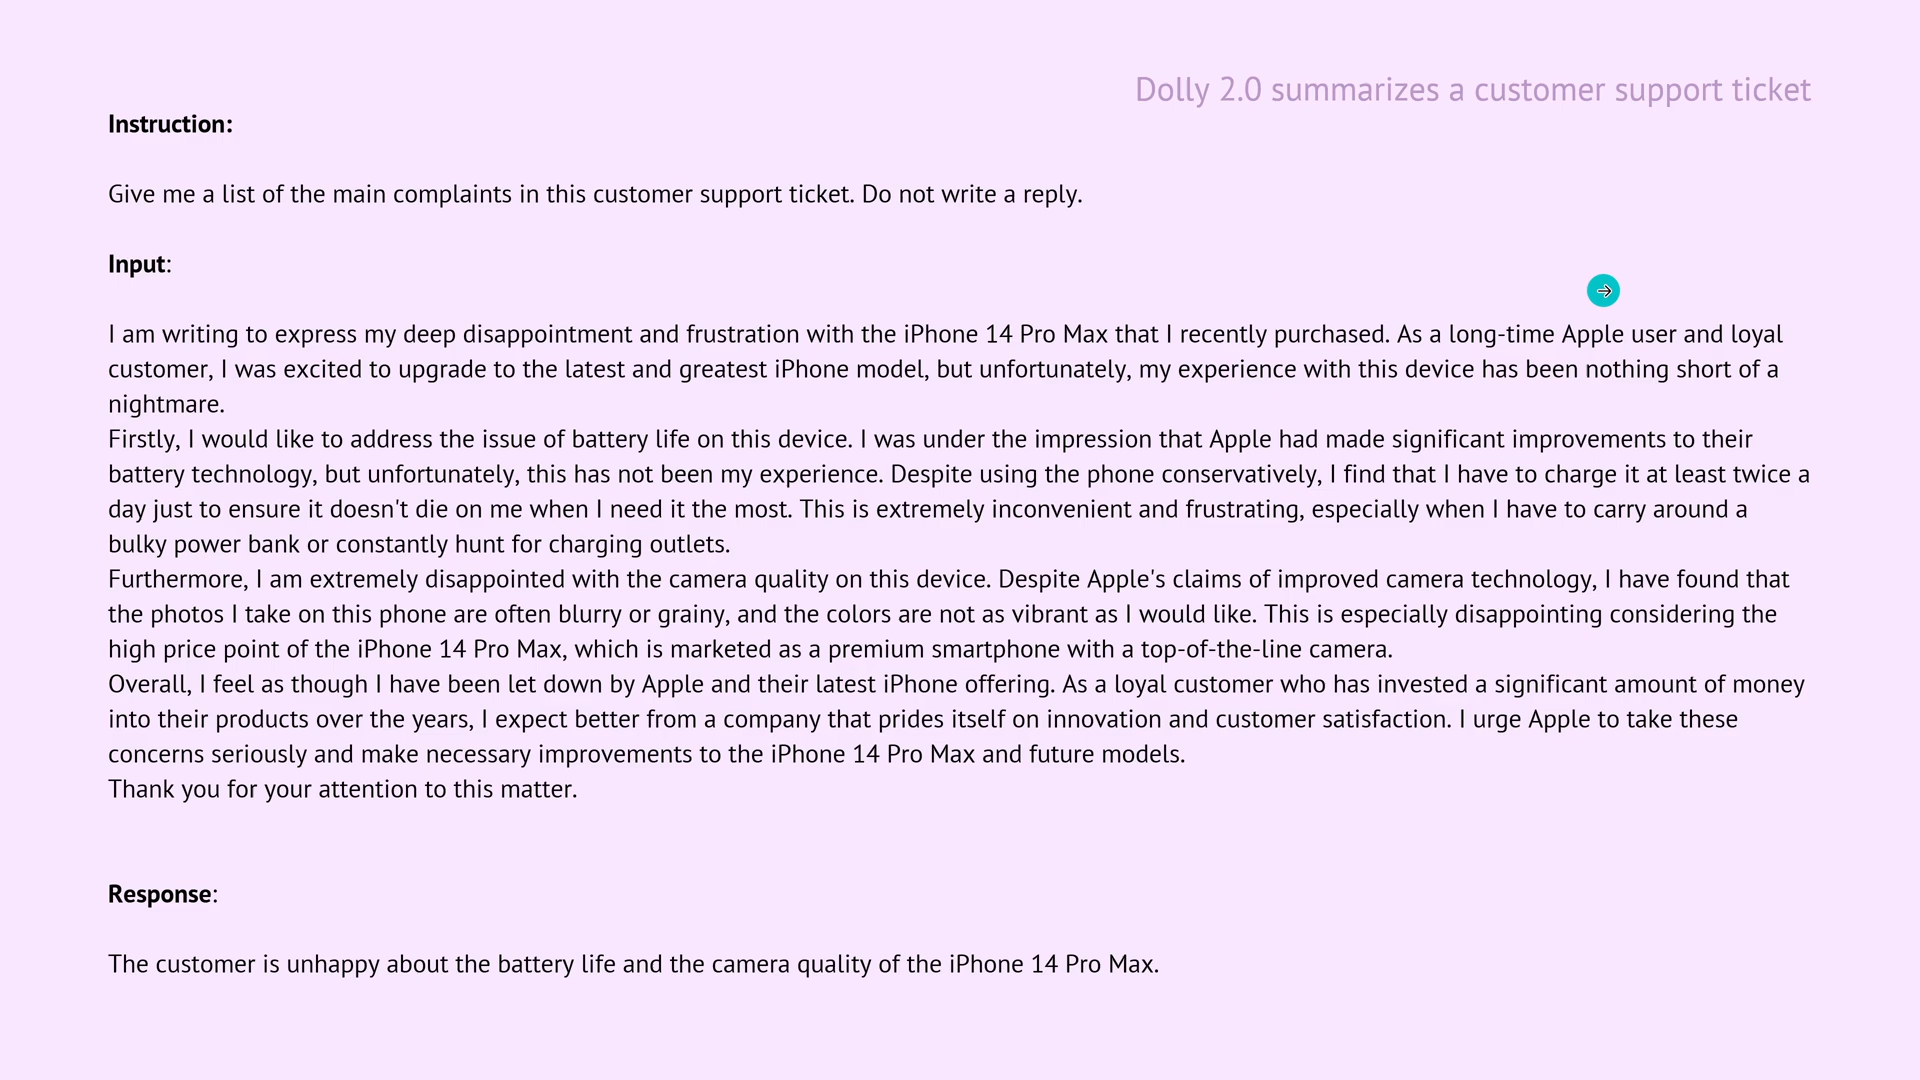 Dolly 2.0 summarizes a customer support ticket
Instruction:
Give me a list of the main complaints in this customer support ticket. Do not write a reply.
Input:
I am writing to express my deep disappointment and frustration with the iPhone 14 Pro Max that I recently purchased. As a long-time Apple user and loyal
customer, I was excited to upgrade to the latest and greatest iPhone model, but unfortunately, my experience with this device has been nothing short of a
nightmare.
Firstly, I would like to address the issue of battery life on this device. I was under the impression that Apple had made significant improvements to their
battery technology, but unfortunately, this has not been my experience. Despite using the phone conservatively, I find that I have to charge it at least twice a
day just to ensure it doesn't die on me when I need it the most. This is extremely inconvenient and frustrating, especially when I have to carry around a
bulky power bank or constantly hunt for charging outlets.
Furthermore, I am extremely disappointed with the camera quality on this device. Despite Apple's claims of improved camera technology, I have found that
the photos I take on this phone are often blurry or grainy, and the colors are not as vibrant as I would like. This is especially disappointing considering the
high price point of the iPhone 14 Pro Max, which is marketed as a premium smartphone with a top-of-the-line camera.
Overall, I feel as though I have been let down by Apple and their latest iPhone offering. As a loyal customer who has invested a significant amount of money
into their products over the years, I expect better from a company that prides itself on innovation and customer satisfaction. I urge Apple to take these
concerns seriously and make necessary improvements to the iPhone 14 Pro Max and future models.
Thank you for your attention to this matter.
Response:
The customer is unhappy about the battery life and the camera quality of the iPhone 14 Pro Max.